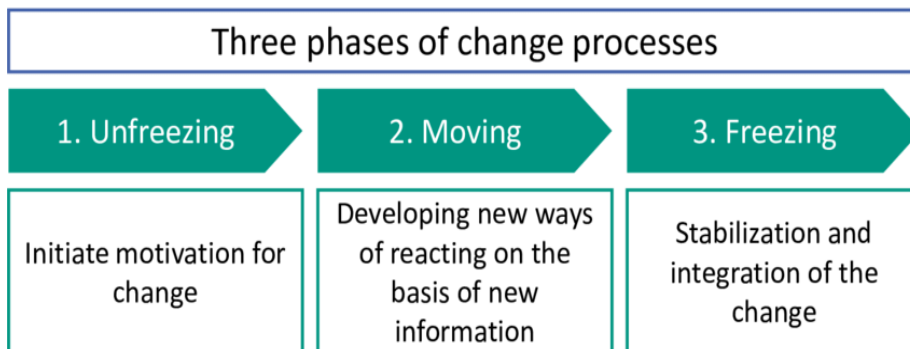 Three phases of change processes
1. Unfreezing
2. Moving
3. Freezing
Initiate motivation for
change
Developing new ways
of reacting on the
basis of new
information
Stabilization and
integration of the
change